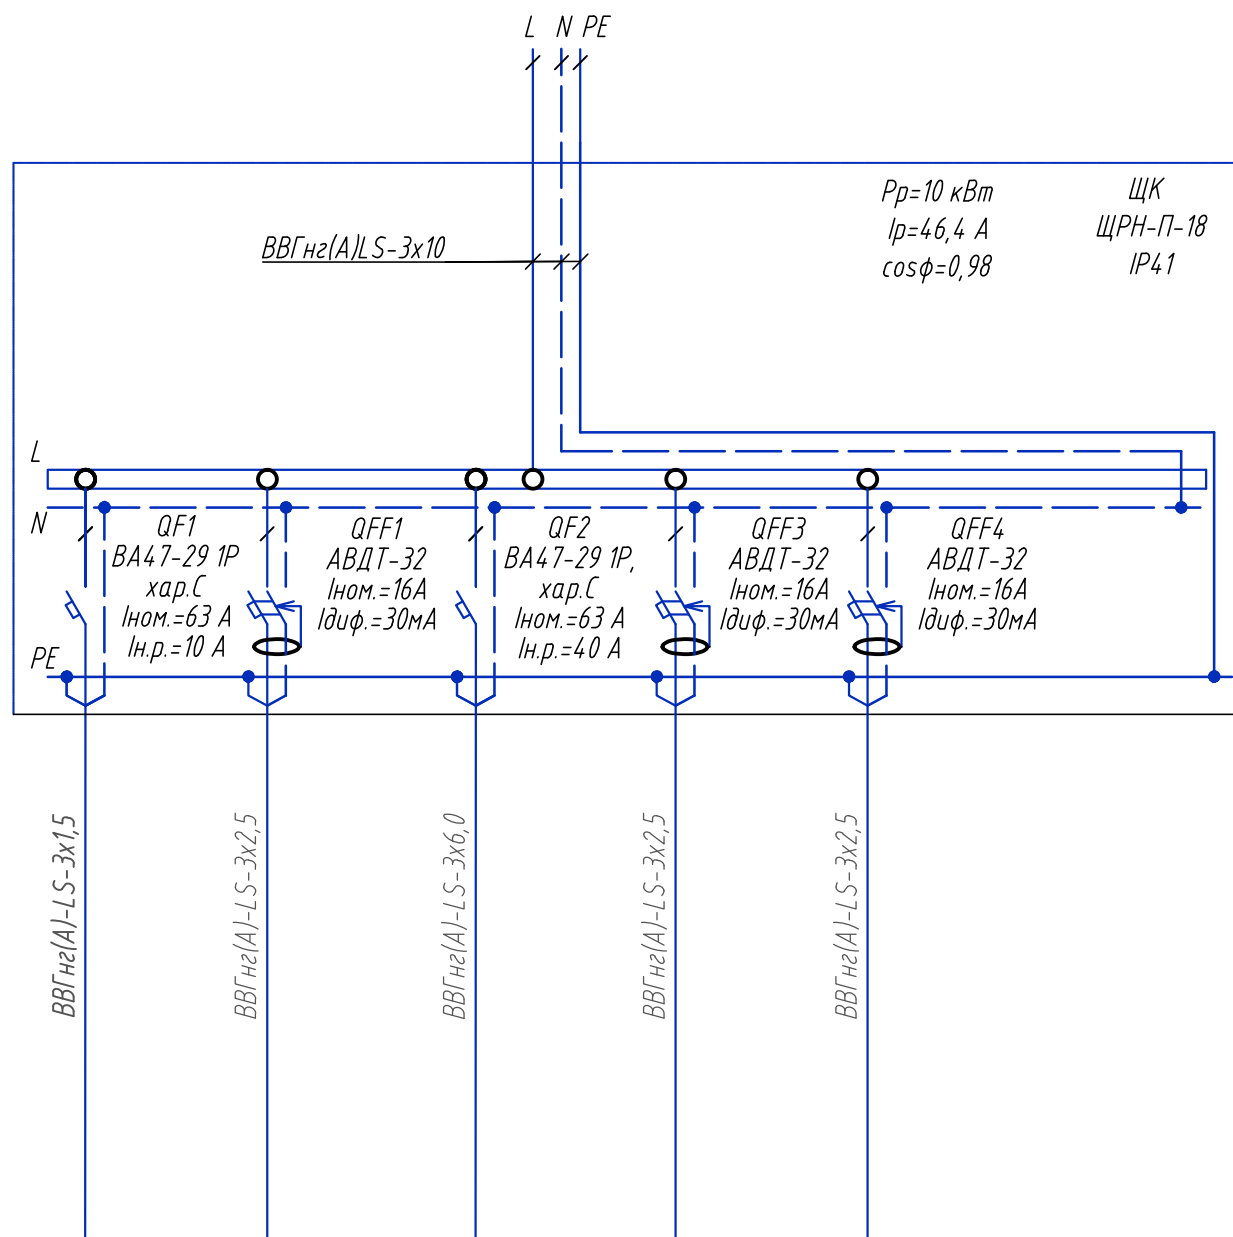 L N PE
Рр=10 кВт
Iр=46,4 А
cosφ=0,98
ЩК
ЩРН-П-18
IP41
ВВГнг(А)LS-3х10
L
N
QF1
ВА47-29 1Р
хар.С
Iном.=63 А
Iн.р.=10 А
QFF1
АВДТ-32
Iном.=16А
Iдиф.=30мА
QF2
ВА47-29 1Р,
хар.С
Iном.=63 А
Iн.р.=40 А
QFF3
АВДТ-32
Iном.=16А
Iдиф.=30мА
QFF4
АВДТ-32
Iном.=16А
Iдиф.=30мА
PE
ВВГнг(А)-LS-3х1,5
ВВГнг(А)-LS-3х2,5
ВВГнг(А)-LS-3х6,0
ВВГнг(А)-LS-3х2,5
ВВГнг(А)-LS-3х2,5